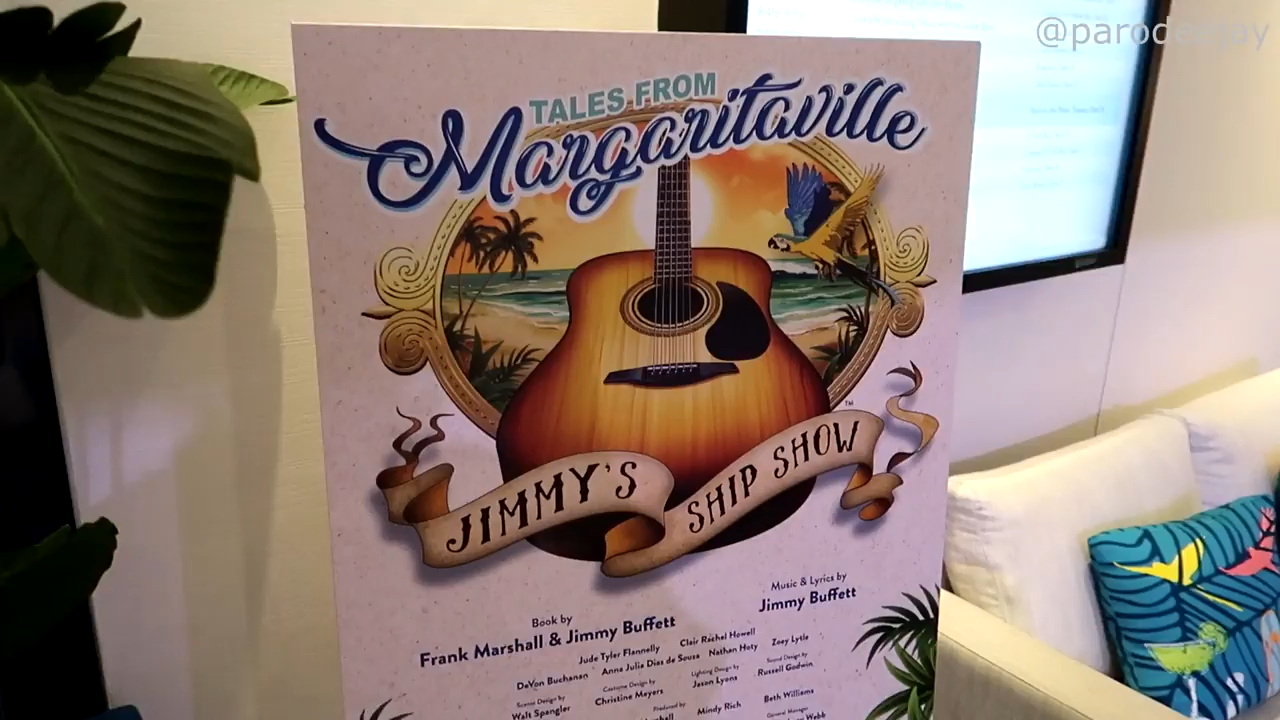 @parodeejay
TALES FROM
Margaritaville
JIMMY'S SHIP SHOW
TM
Book by
Frank Marshall & Jimmy Buffett
Music & Lyrics by
Jimmy Buffett
Jude Tyler Flannelly
Clair Rachel Howell
DeVon Buchanan
Anna Julia Dias de Sousa
Nathan Hoty
Zoey Lytle
Scenic Design by
Walt Spangler
Costume Design by
Christine Meyers
Lighting Design by
Jason Lyons
Sound Design by
Russell Godwin
Produced by
Mindy Rich
Beth Williams
General Manager
Webb